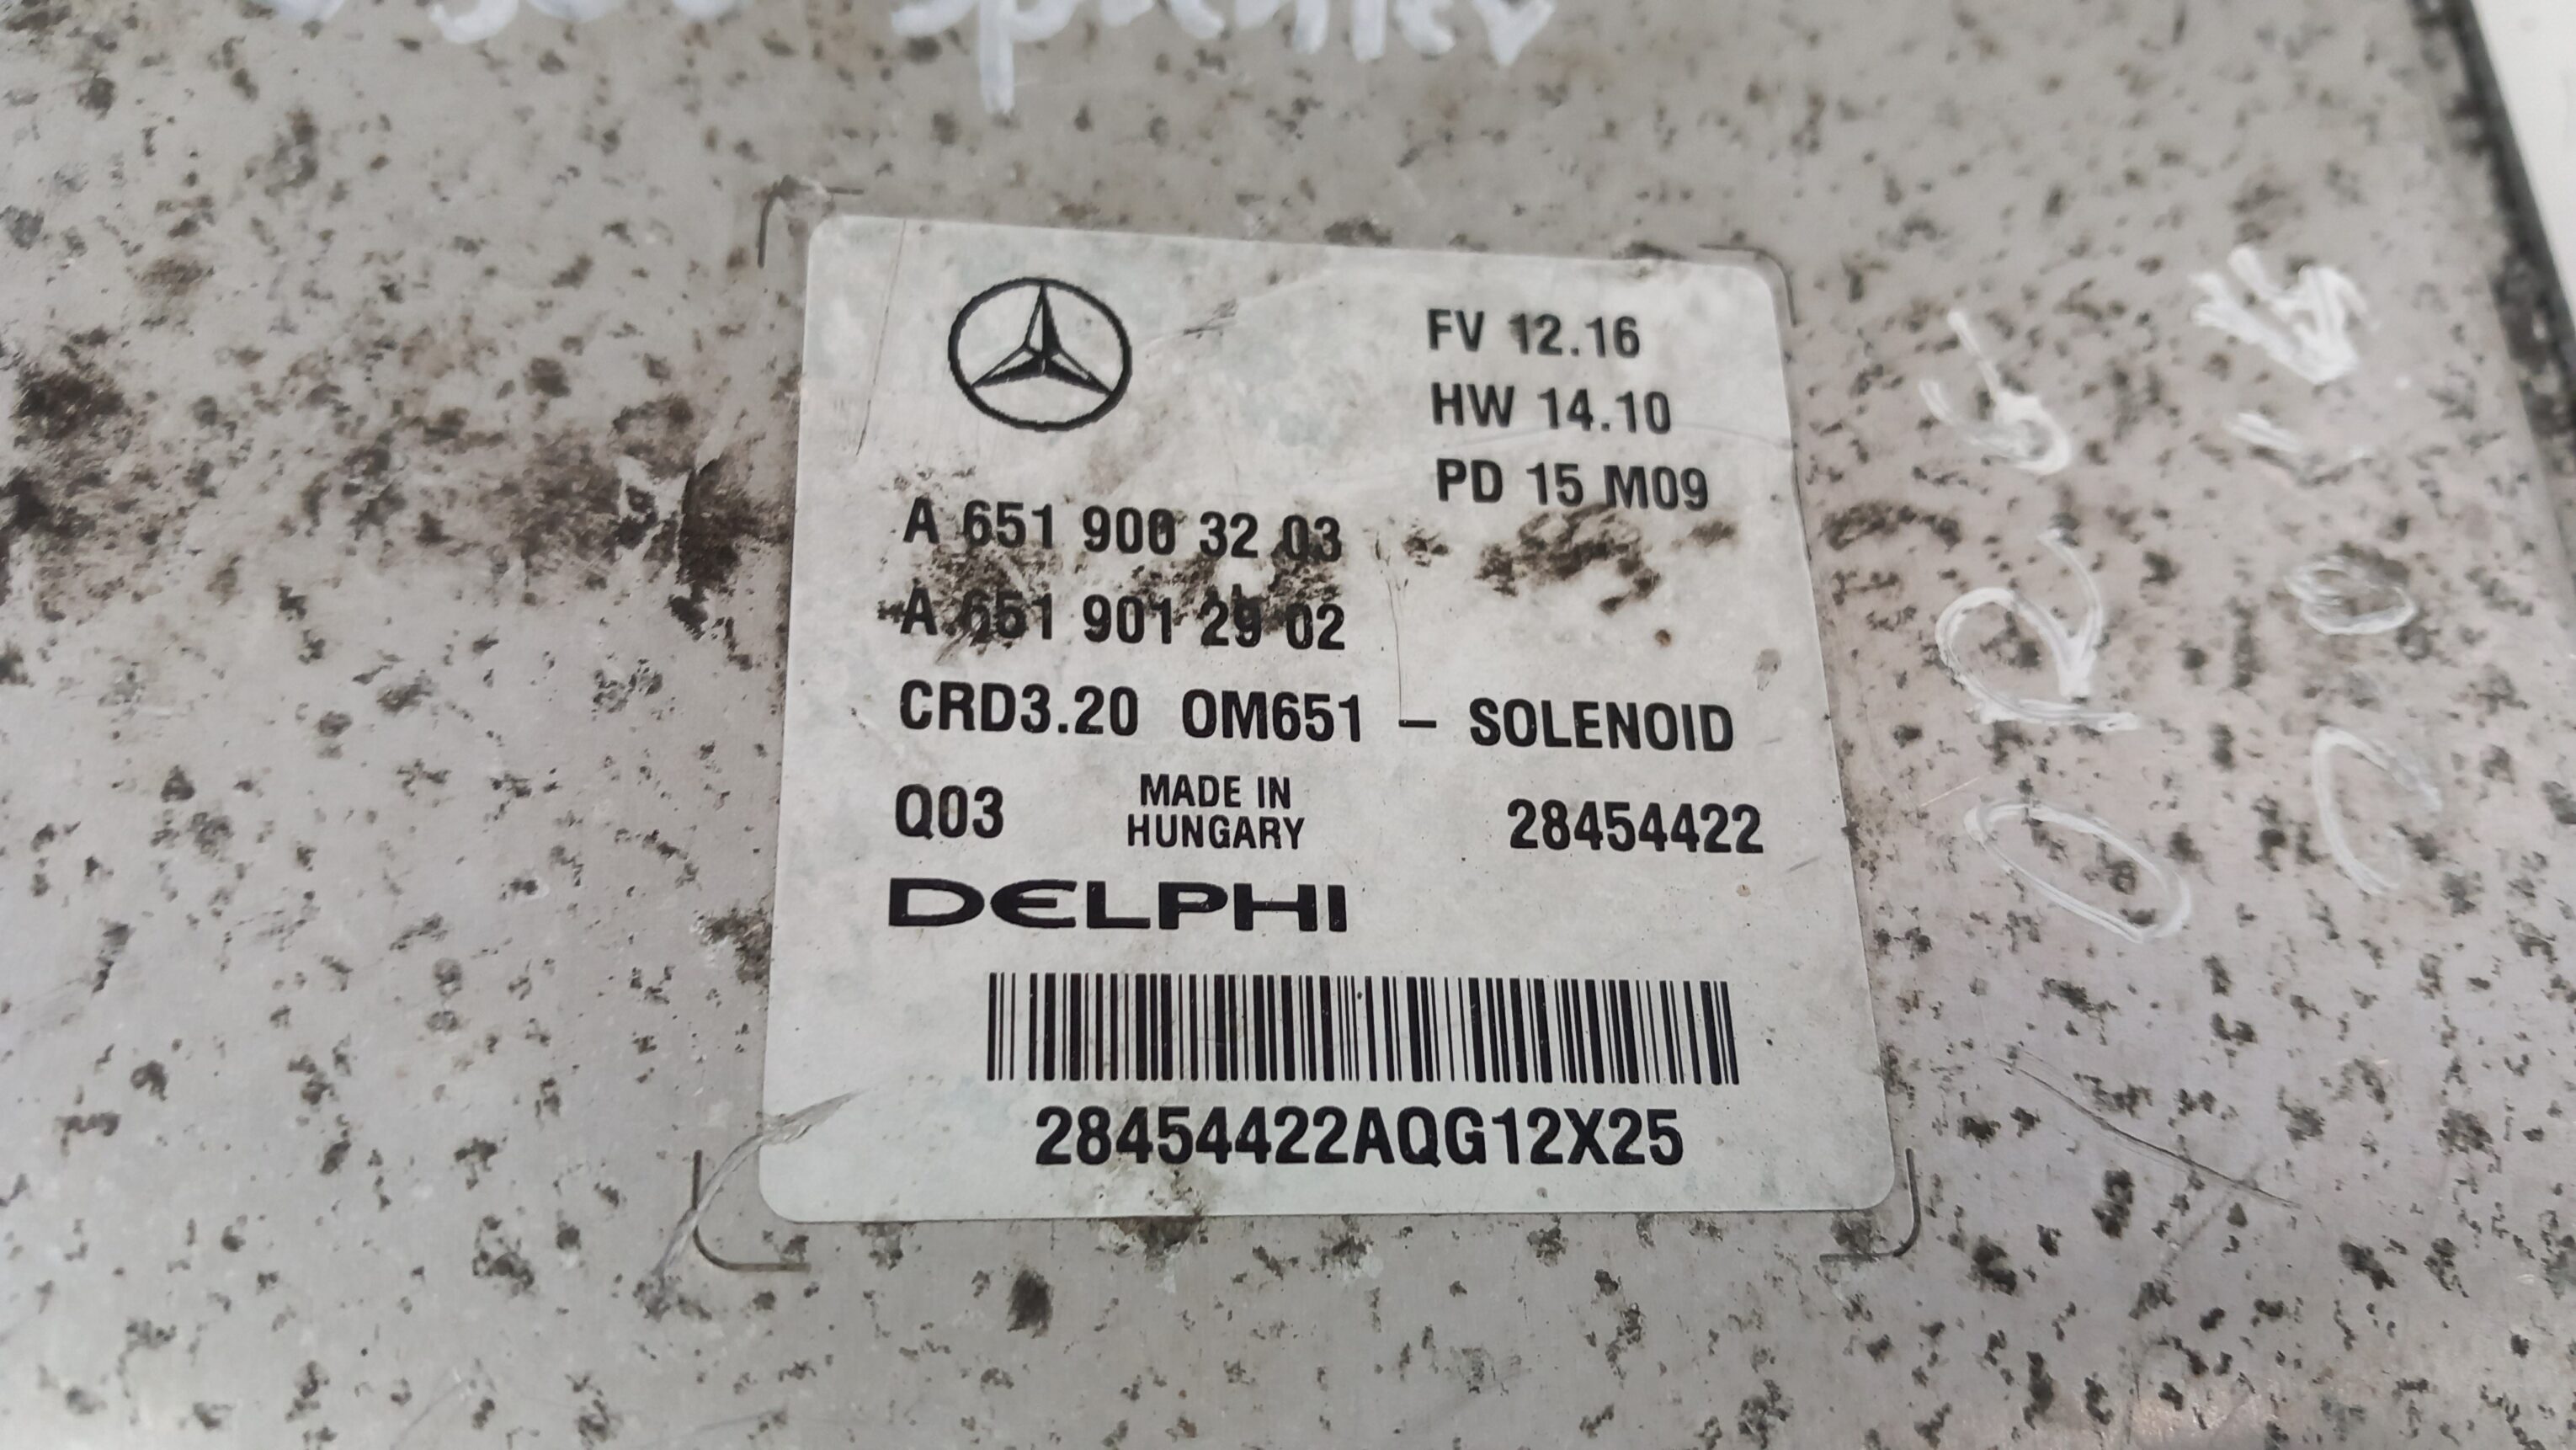 FV 12.16
HW 14.10
PD 15 M09
A 651 900 32 03
A 651 901 29 02
CRD3.20 OM651 – SOLENOID
Q03 MADE IN HUNGARY 28454422
DELPHI
28454422AQG12X25